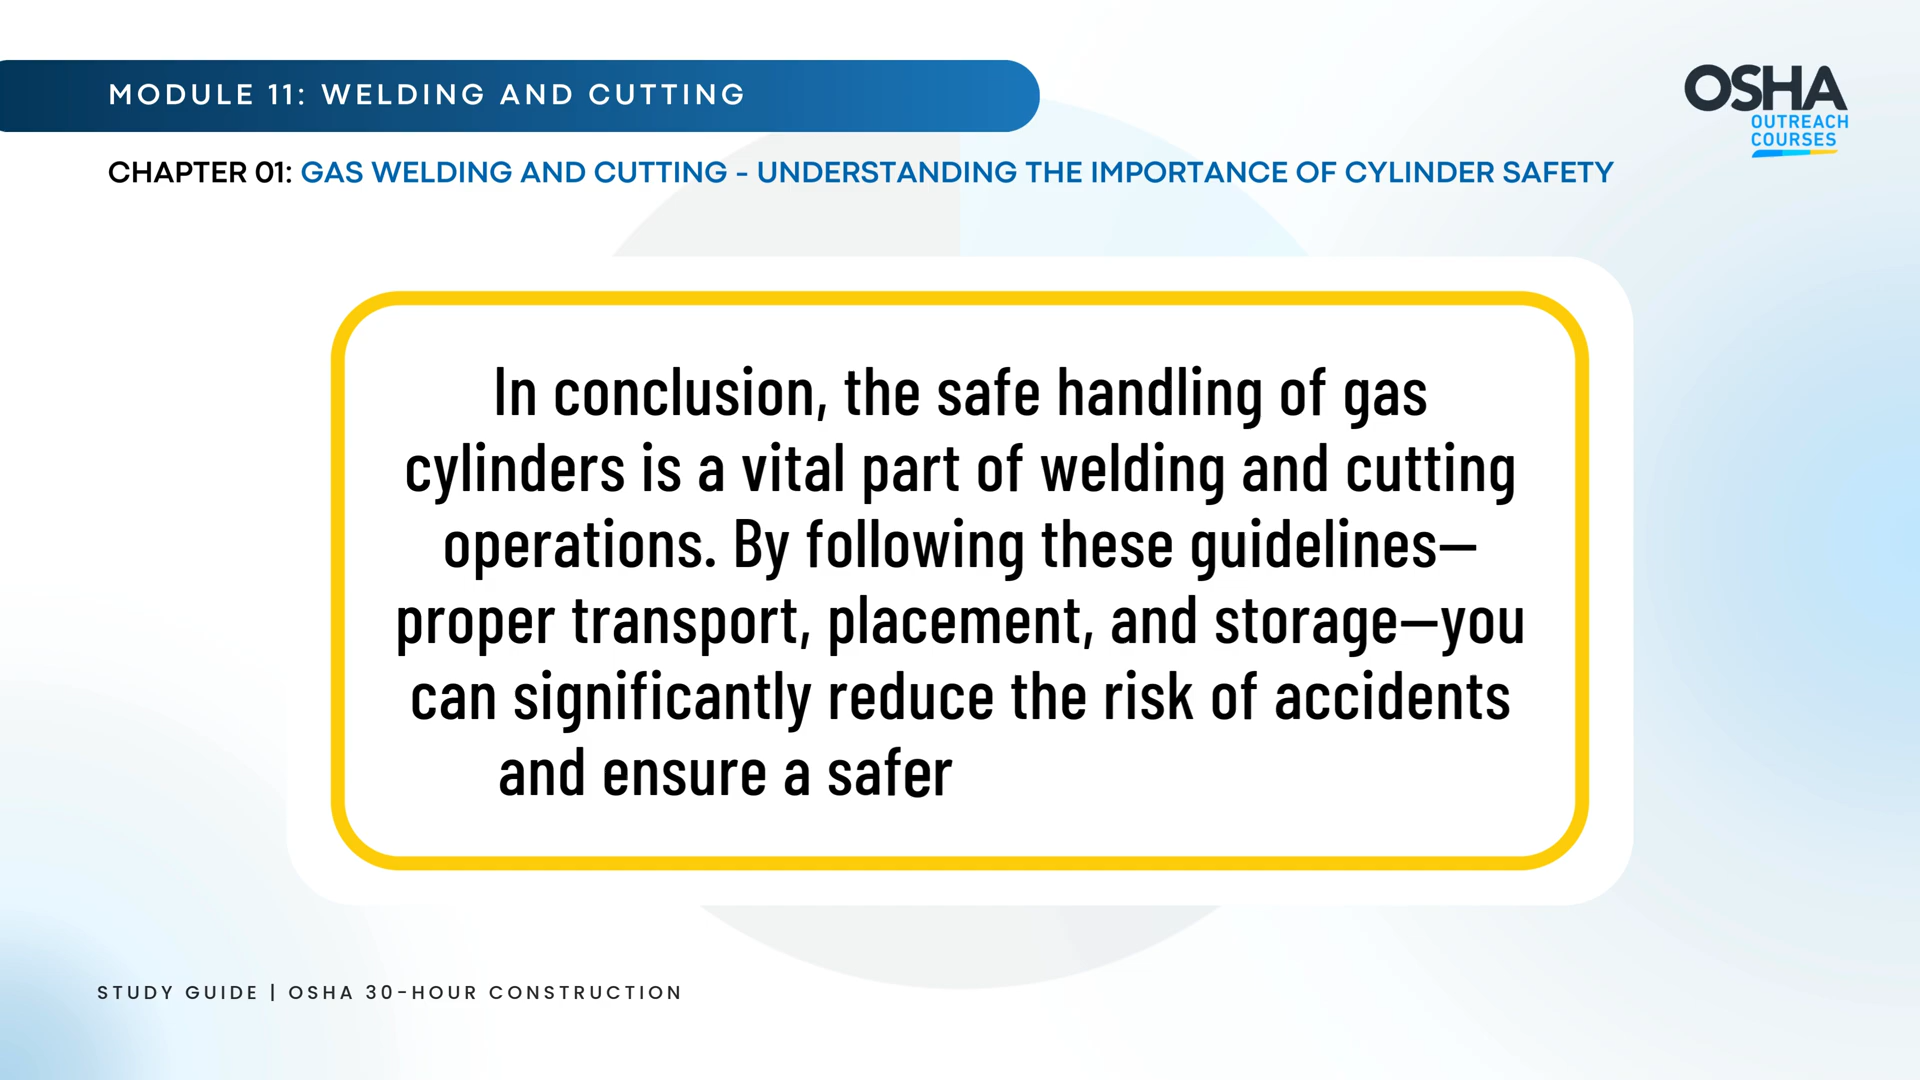 MODULE 11: WELDING AND CUTTING
OSHA
OUTREACH
COURSES
CHAPTER 01: GAS WELDING AND CUTTING - UNDERSTANDING THE IMPORTANCE OF CYLINDER SAFETY
In conclusion, the safe handling of gas
cylinders is a vital part of welding and cutting
operations. By following these guidelines—
proper transport, placement, and storage—you
can significantly reduce the risk of accidents
and ensure a safer
STUDY GUIDE | OSHA 30-HOUR CONSTRUCTION